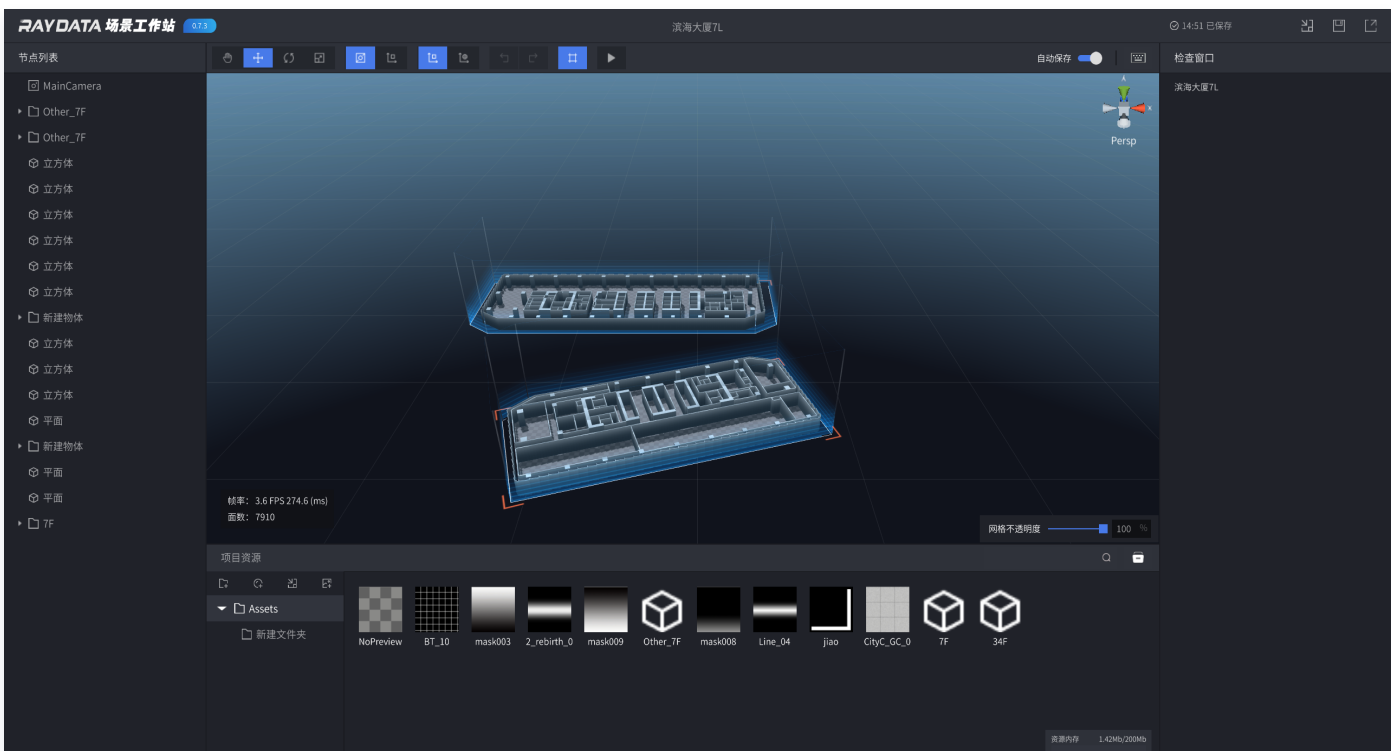 RAYDATA 场景工作站 0.7.3
滨海大厦7L
14:51 已保存
节点列表
自动保存
检查窗口
MainCamera
Other_7F
Other_7F
立方体
立方体
立方体
立方体
立方体
立方体
新建物体
立方体
立方体
立方体
平面
新建物体
平面
平面
7F
滨海大厦7L
X
Persp
帧率: 3.6 FPS 274.6 (ms)
面数: 7910
网格不透明度 100 %
项目资源
Assets
新建文件夹
NoPreview BT_10 mask003 2_rebirth_0 mask009 Other_7F mask008 Line_04 jiao CityC_GC_0 7F 34F
资源内存 1.42Mb/200Mb